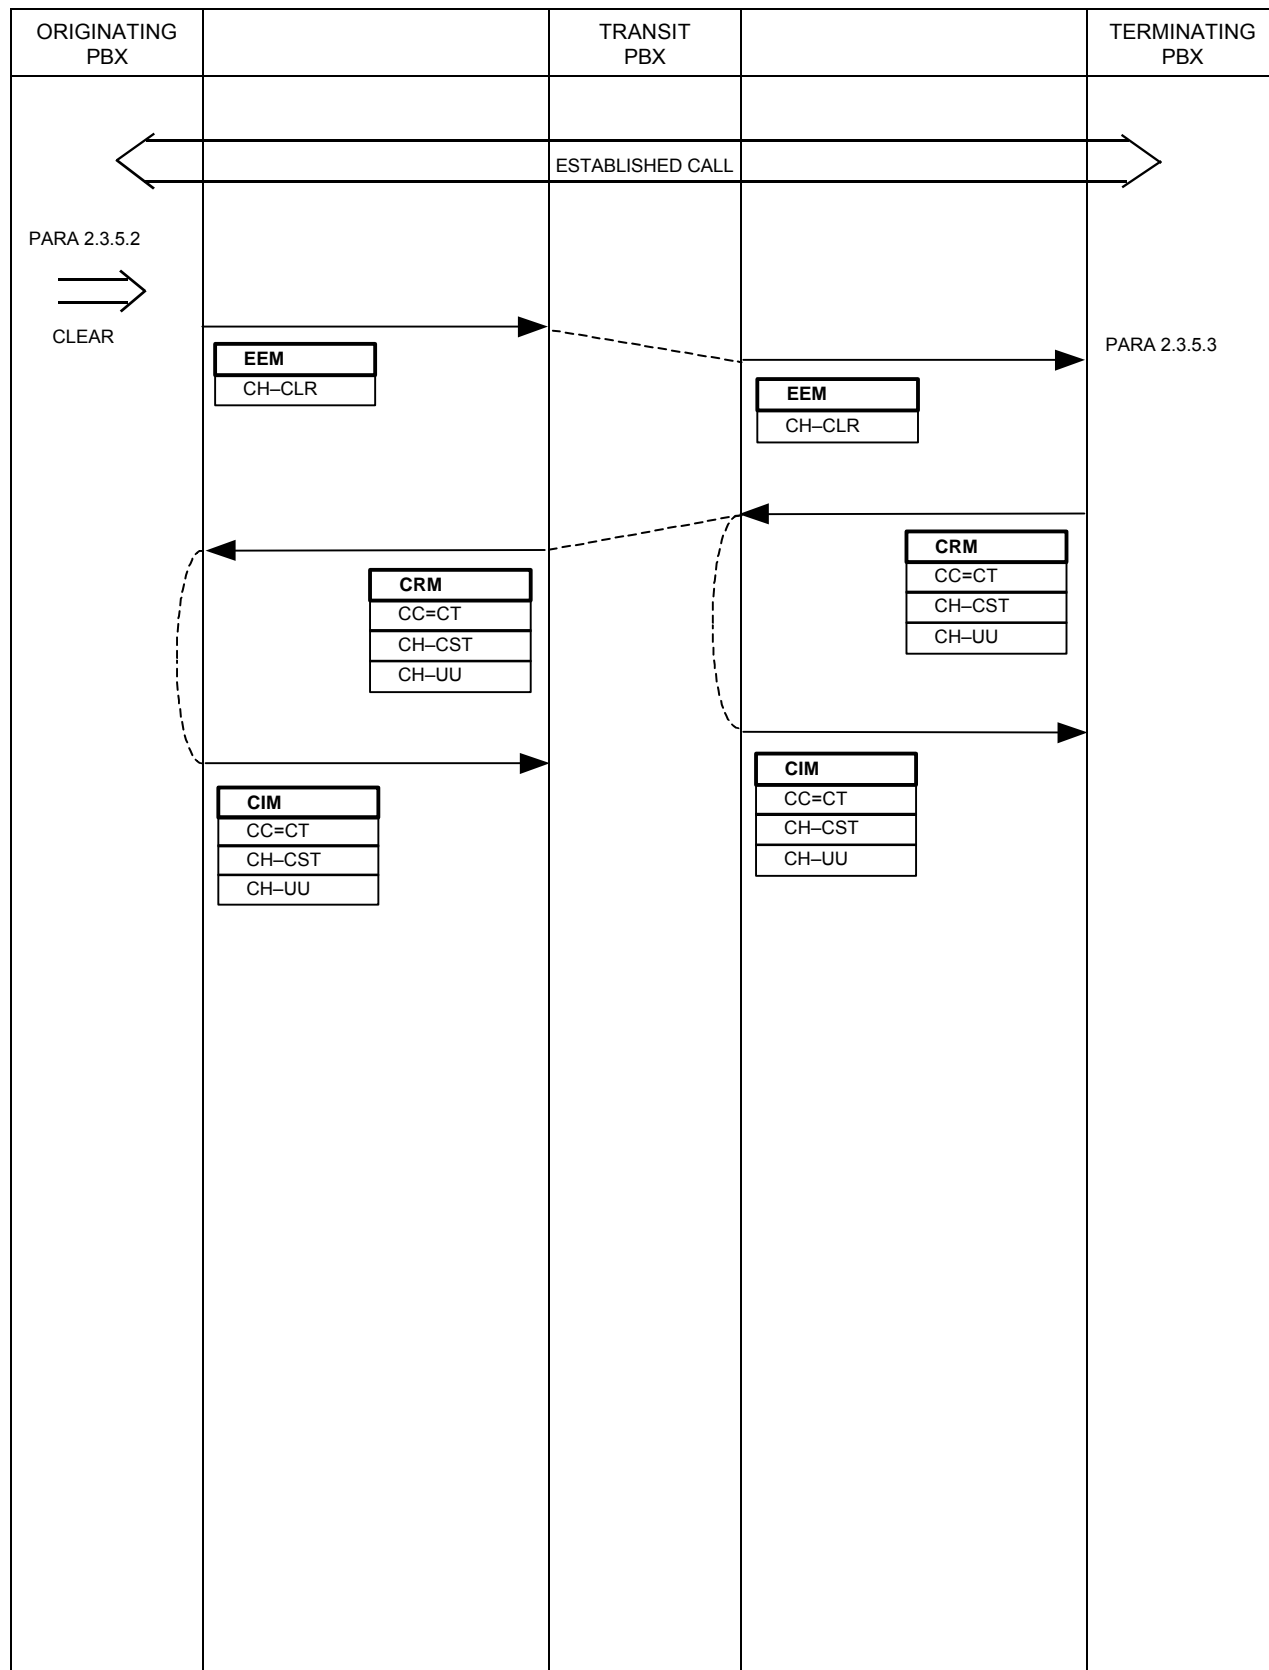 ORIGINATING
PBX
TRANSIT
PBX
TERMINATING
PBX
ESTABLISHED CALL
PARA 2.3.5.2
CLEAR
PARA 2.3.5.3
EEM
CH–CLR
EEM
CH–CLR
CRM
CC=CT
CH–CST
CH–UU
CRM
CC=CT
CH–CST
CH–UU
CIM
CC=CT
CH–CST
CH–UU
CIM
CC=CT
CH–CST
CH–UU